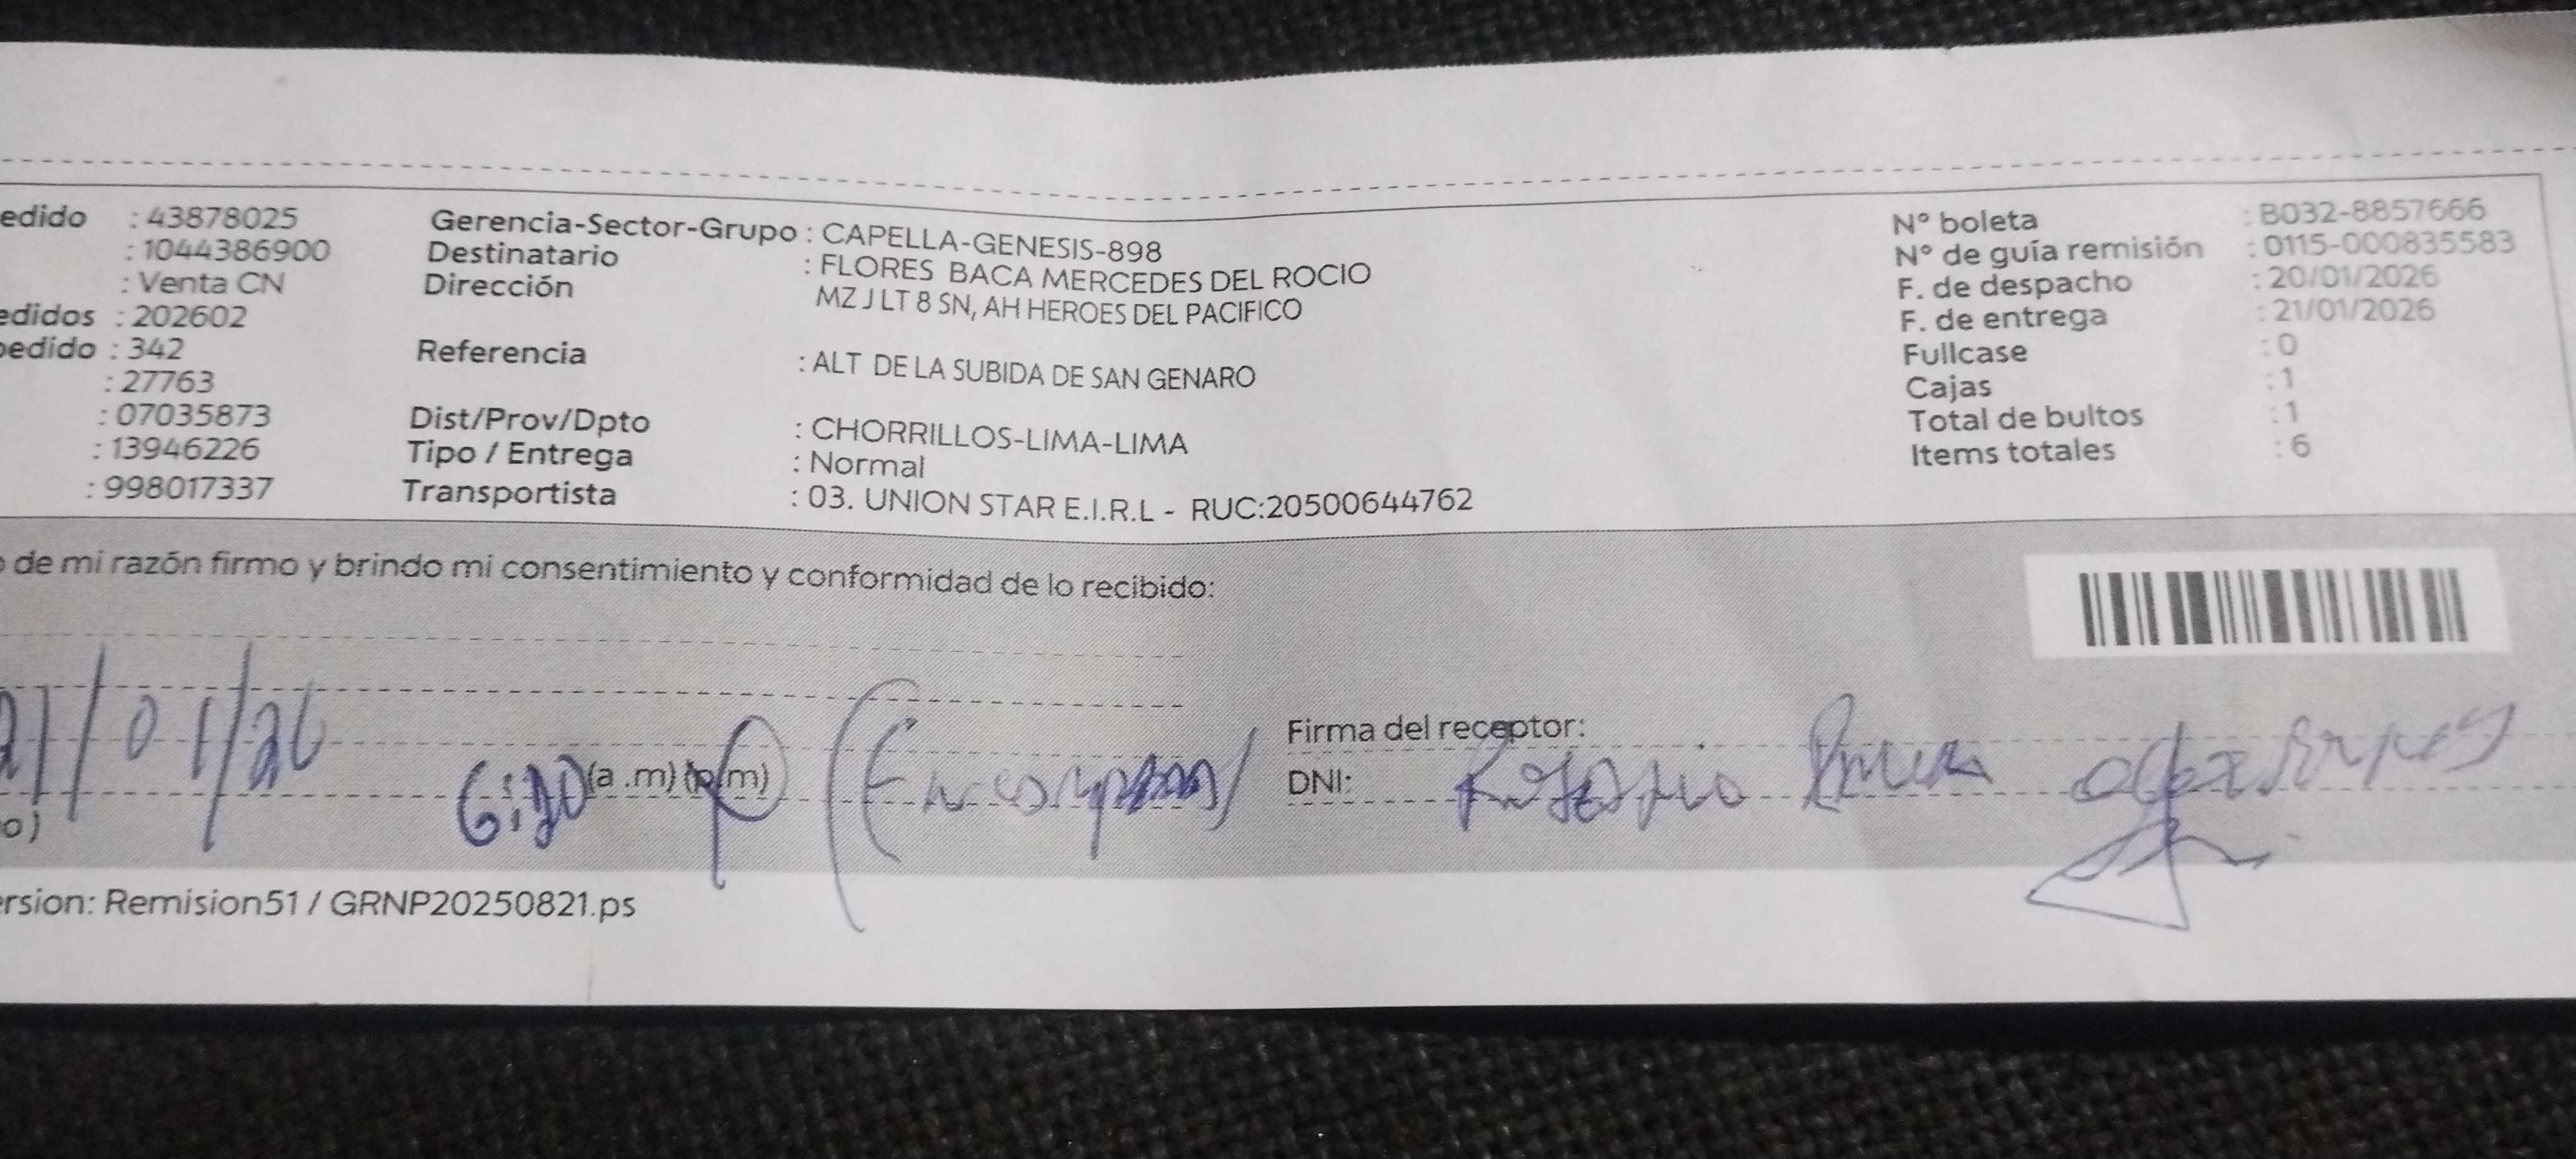 edido : 43878025
: 1044386900
: Venta CN
edidos : 202602
pedido : 342
: 27763
: 07035873
: 13946226
: 998017337
Gerencia-Sector-Grupo : CAPELLA-GENESIS-898
Destinatario : FLORES BACA MERCEDES DEL ROCIO
Dirección MZ J LT 8 SN, AH HEROES DEL PACIFICO
Referencia : ALT DE LA SUBIDA DE SAN GENARO
Dist/Prov/Dpto : CHORRILLOS-LIMA-LIMA
Tipo / Entrega : Normal
Transportista : 03. UNION STAR E.I.R.L - RUC:20500644762
N° boleta : B032-8857666
N° de guía remisión : 0115-000835583
F. de despacho : 20/01/2026
F. de entrega : 21/01/2026
Fullcase : 0
Cajas : 1
Total de bultos : 1
Items totales : 6
o de mi razón firmo y brindo mi consentimiento y conformidad de lo recibido:
21/01/26
(a .m) (p.m)
Firma del receptor:
DNI: Rosario
o)
ersion: Remision51 / GRNP20250821.ps